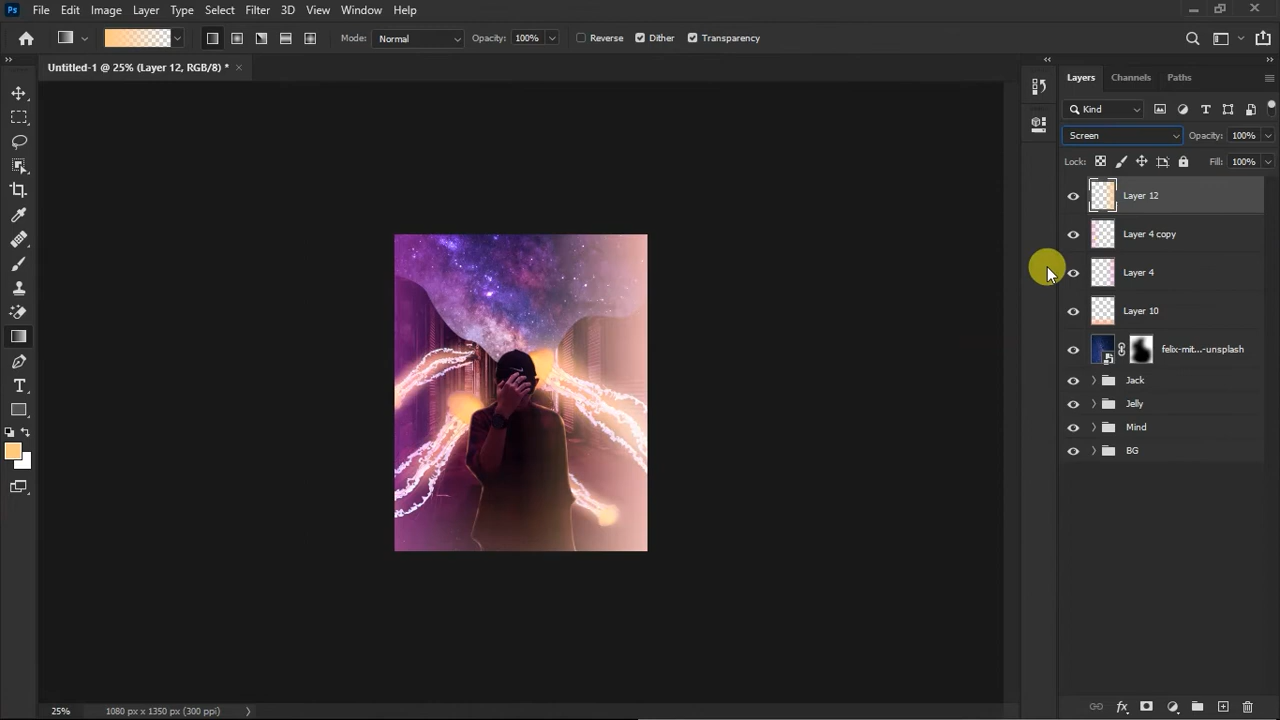 Ps File Edit Image Layer Type Select Filter 3D View Window Help
Mode: Normal Opacity: 100% Reverse Dither Transparency
Untitled-1 @ 25% (Layer 12, RGB/8) * ×
Layers Channels Paths
Kind
Screen Opacity: 100%
Lock: Fill: 100%
Layer 12
Layer 4 copy
Layer 4
Layer 10
felix-mit...-unsplash
Jack
Jelly
Mind
BG
25% 1080 px x 1350 px (300 ppi)